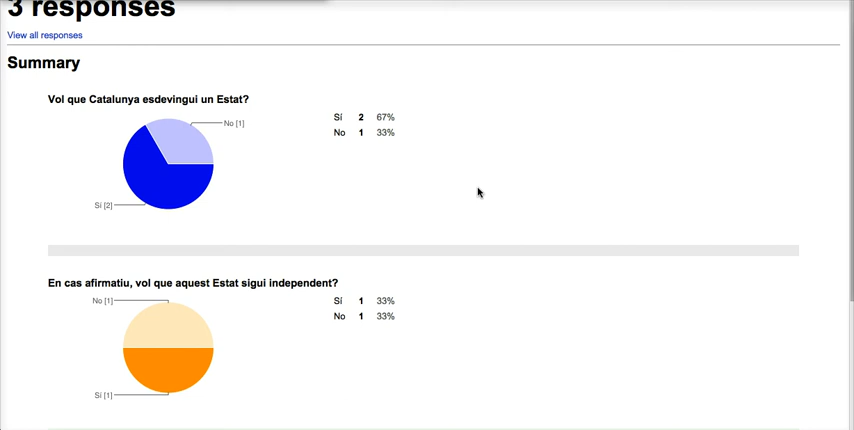 3 responses
View all responses
Summary
Vol que Catalunya esdevingui un Estat?
No [1]
Sí [2]
Sí 2 67%
No 1 33%
En cas afirmatiu, vol que aquest Estat sigui independent?
No [1]
Sí [1]
Sí 1 33%
No 1 33%